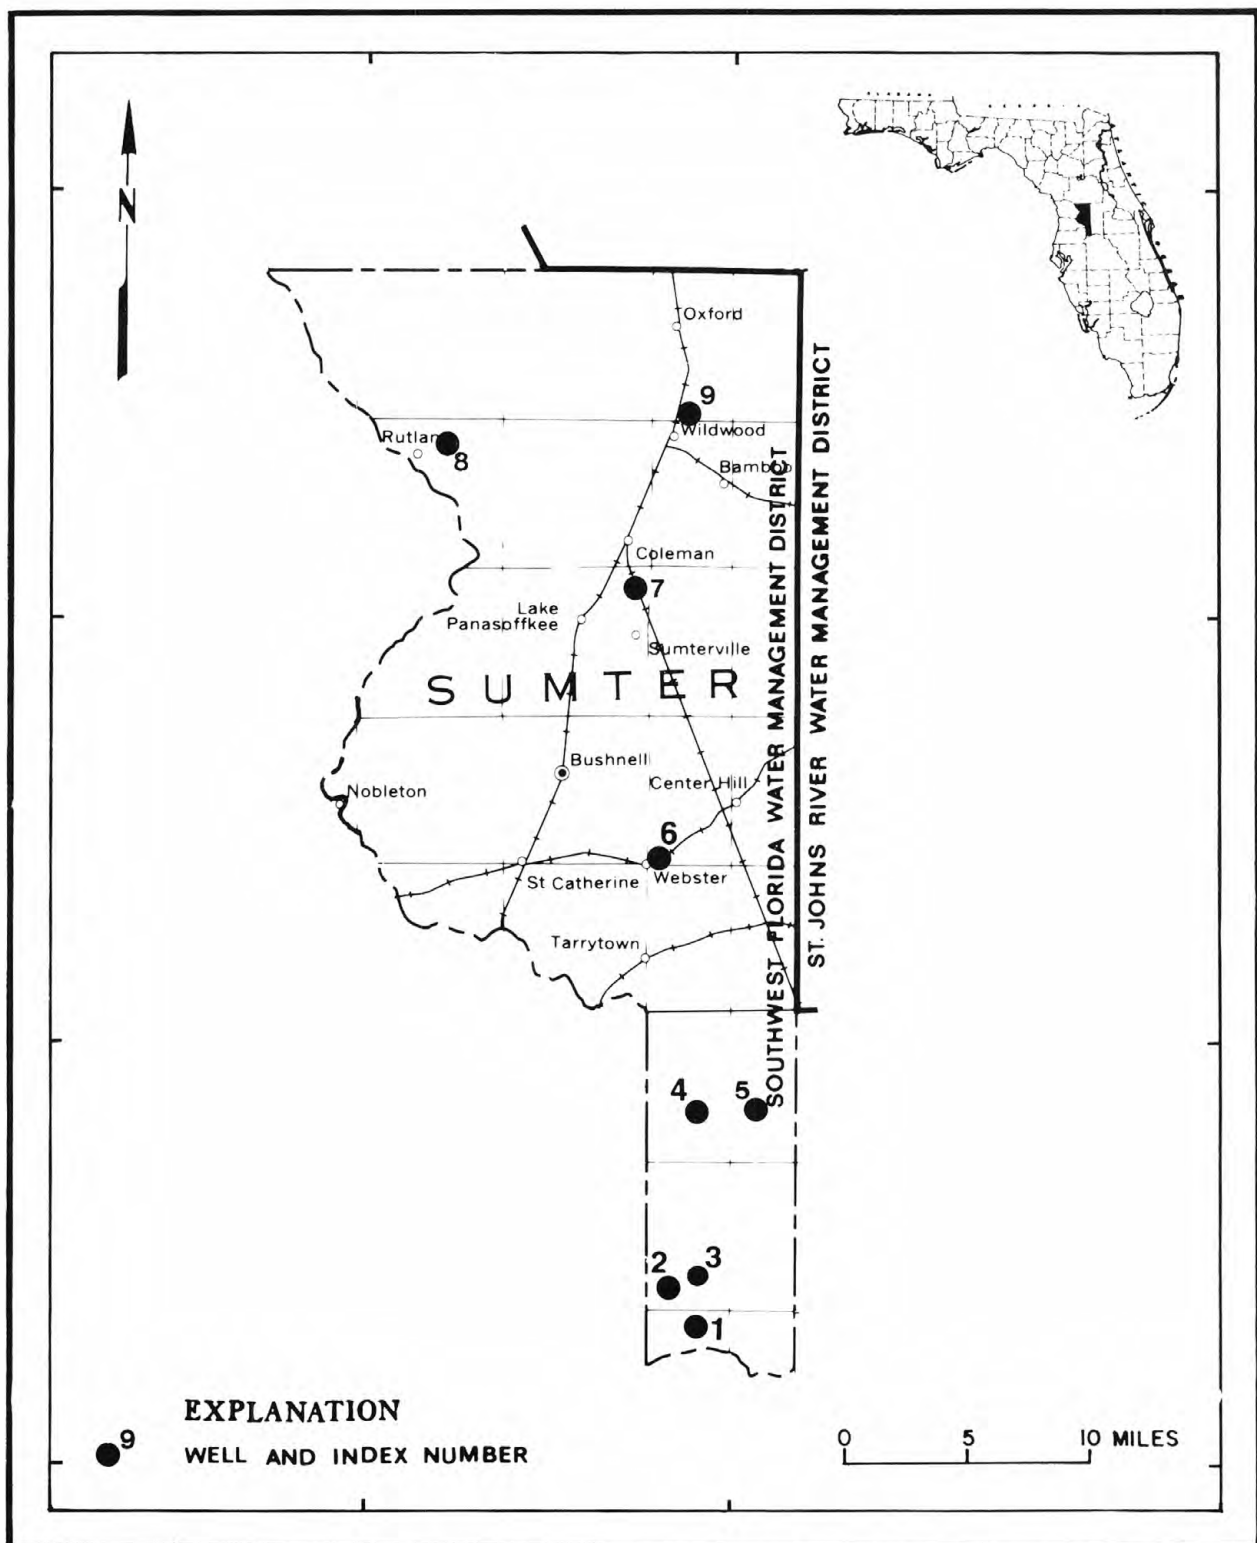 N
Oxford
9
Wildwood
Rutlan
8
Bamboo
Coleman
7
Lake
Panasoffkee
Sumterville
SUMTER
Bushnell
Center Hill
Nobleton
6
St Catherine
Webster
Tarrytown
SOUTHWEST FLORIDA WATER MANAGEMENT DISTRICT
ST. JOHNS RIVER WATER MANAGEMENT DISTRICT
4
5
2
3
1
EXPLANATION
9
WELL AND INDEX NUMBER
0 5 10 MILES